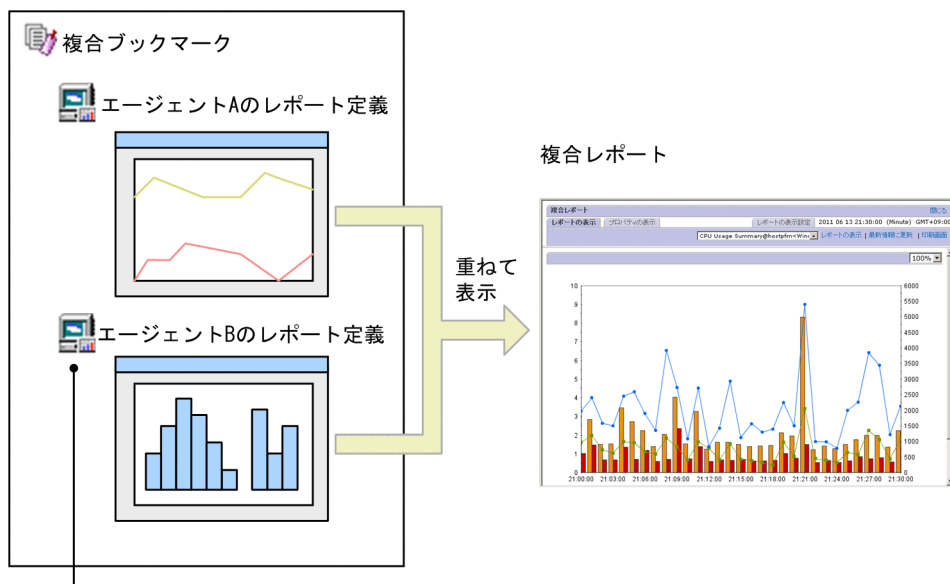 複合ブックマーク
エージェントAのレポート定義
エージェントBのレポート定義
重ねて
表示
複合レポート
複合レポート 閉じる
レポートの表示 プロパティの表示 レポートの表示設定 2011 06 13 21:30:00 (Minute) GMT+09:00
CPU Usage Summary@hostpfm<Win レポートの表示 | 最新情報に更新 | 印刷画面
100%
10
9
8
7
6
5
4
3
2
1
0
6000
5500
5000
4500
4000
3500
3000
2500
2000
1500
1000
500
0
21:00:00 21:03:00 21:06:00 21:09:00 21:12:00 21:15:00 21:18:00 21:21:00 21:24:00 21:27:00 21:30:00